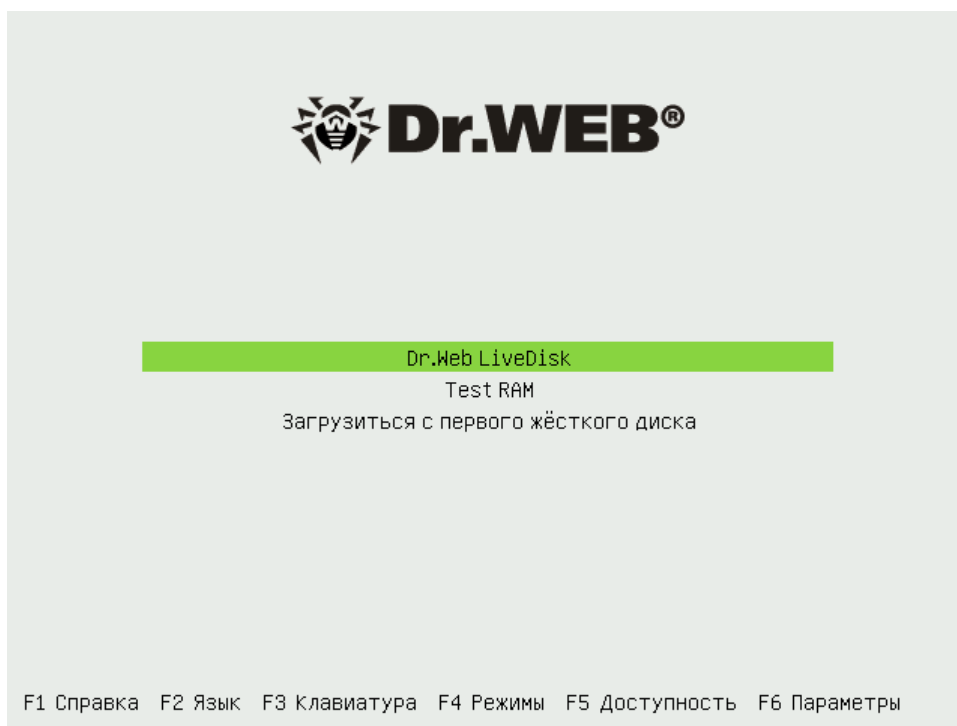 Dr.WEB®
Dr.Web LiveDisk
Test RAM
Загрузиться с первого жёсткого диска
F1 Справка F2 Язык F3 Клавиатура F4 Режимы F5 Доступность F6 Параметры